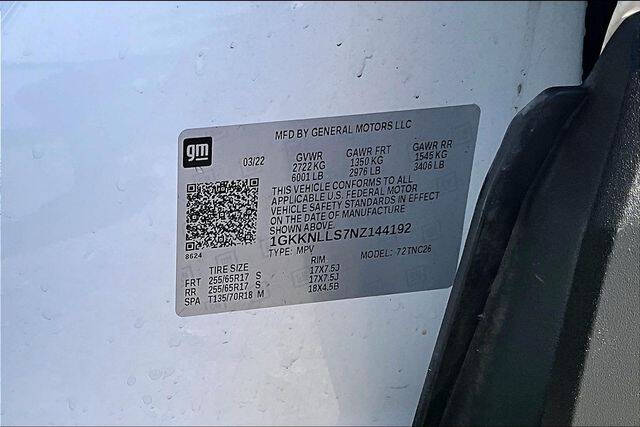 MFD BY GENERAL MOTORS LLC
gm
03/22 GVWR GAWR FRT GAWR RR
2722 KG 1350 KG 1545 KG
6001 LB 2976 LB 3406 LB
THIS VEHICLE CONFORMS TO ALL
APPLICABLE U.S. FEDERAL MOTOR
VEHICLE SAFETY STANDARDS IN EFFECT
ON THE DATE OF MANUFACTURE
SHOWN ABOVE.
1GKKNLLS7NZ144192
8624 TYPE: MPV MODEL: 72TNC26
TIRE SIZE RIM
FRT 255/65R17 S 17X7.5J
RR 255/65R17 S 17X7.5J
SPA T135/70R18 M 18X4.5B